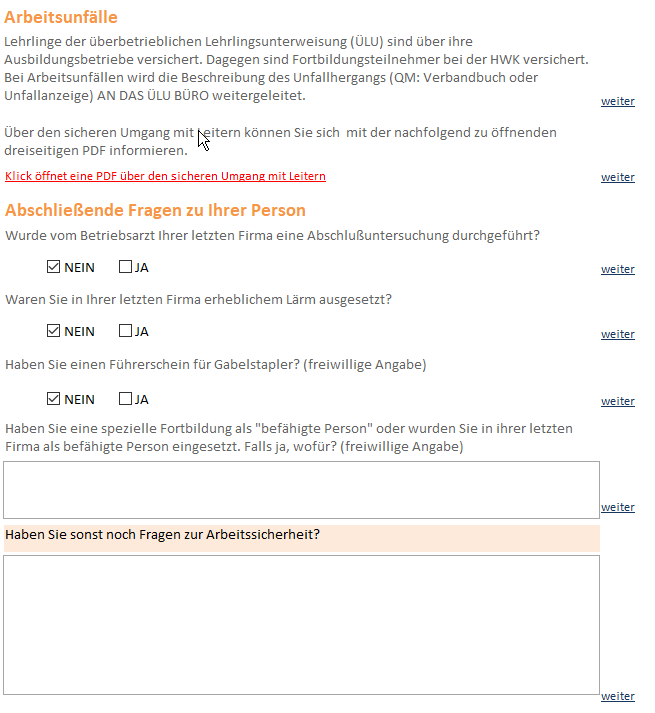 Arbeitsunfälle
Lehrlinge der überbetrieblichen Lehrlingsunterweisung (ÜLU) sind über ihre
Ausbildungsbetriebe versichert. Dagegen sind Fortbildungsteilnehmer bei der HWK versichert.
Bei Arbeitsunfällen wird die Beschreibung des Unfallhergangs (QM: Verbandbuch oder
Unfallanzeige) AN DAS ÜLU BÜRO weitergeleitet.
weiter
Über den sicheren Umgang mit Leitern können Sie sich mit der nachfolgend zu öffnenden
dreiseitigen PDF informieren.
Klick öffnet eine PDF über den sicheren Umgang mit Leitern
weiter
Abschließende Fragen zu Ihrer Person
Wurde vom Betriebsarzt Ihrer letzten Firma eine Abschlußuntersuchung durchgeführt?
NEIN JA
weiter
Waren Sie in Ihrer letzten Firma erheblichem Lärm ausgesetzt?
NEIN JA
weiter
Haben Sie einen Führerschein für Gabelstapler? (freiwillige Angabe)
NEIN JA
weiter
Haben Sie eine spezielle Fortbildung als "befähigte Person" oder wurden Sie in ihrer letzten
Firma als befähigte Person eingesetzt. Falls ja, wofür? (freiwillige Angabe)
weiter
Haben Sie sonst noch Fragen zur Arbeitssicherheit?
weiter